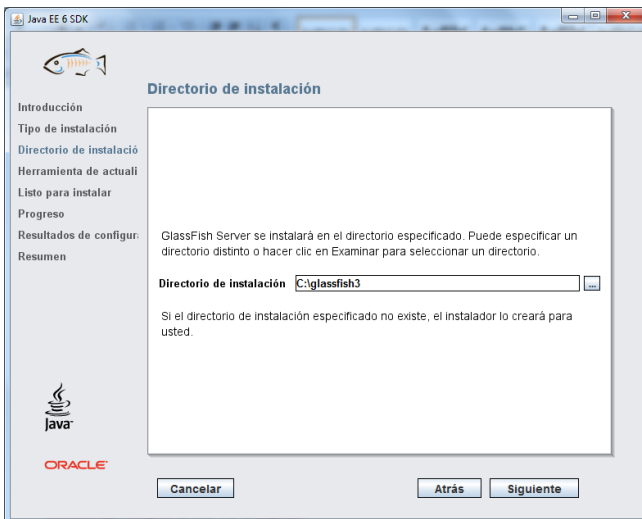 Java EE 6 SDK
Directorio de instalación
Introducción
Tipo de instalación
Directorio de instalació
Herramienta de actuali
Listo para instalar
Progreso
Resultados de configur
Resumen
GlassFish Server se instalará en el directorio especificado. Puede especificar un
directorio distinto o hacer clic en Examinar para seleccionar un directorio.
Directorio de instalación C:\glassfish3 ...
Si el directorio de instalación especificado no existe, el instalador lo creará para
usted.
Java
ORACLE
Cancelar Atrás Siguiente